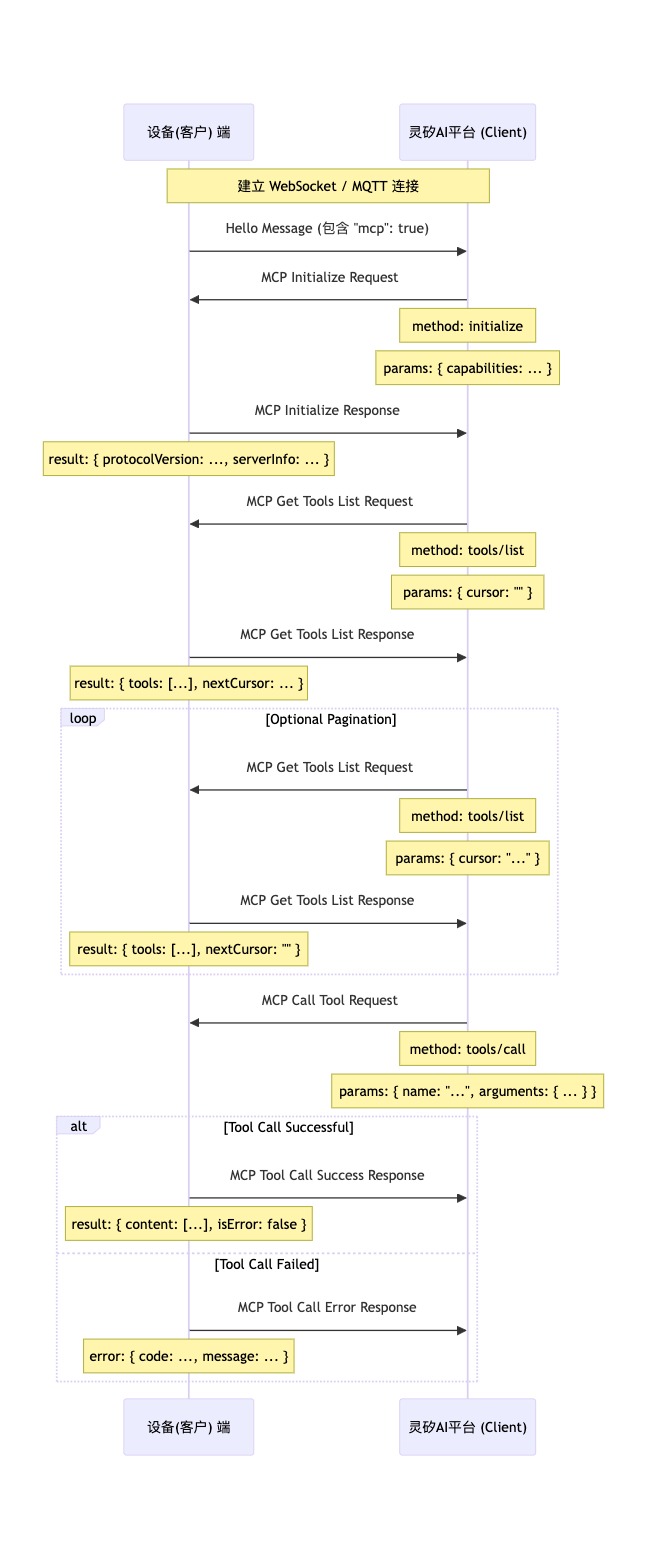 设备(客户) 端
灵矽AI平台 (Client)
建立 WebSocket / MQTT 连接
Hello Message (包含 "mcp": true)
MCP Initialize Request
method: initialize
params: { capabilities: ... }
MCP Initialize Response
result: { protocolVersion: ..., serverInfo: ... }
MCP Get Tools List Request
method: tools/list
params: { cursor: "" }
MCP Get Tools List Response
result: { tools: [...], nextCursor: ... }
loop
[Optional Pagination]
MCP Get Tools List Request
method: tools/list
params: { cursor: "..." }
MCP Get Tools List Response
result: { tools: [...], nextCursor: "" }
MCP Call Tool Request
method: tools/call
params: { name: "...", arguments: { ... } }
alt
[Tool Call Successful]
MCP Tool Call Success Response
result: { content: [...], isError: false }
[Tool Call Failed]
MCP Tool Call Error Response
error: { code: ..., message: ... }
设备(客户) 端
灵矽AI平台 (Client)